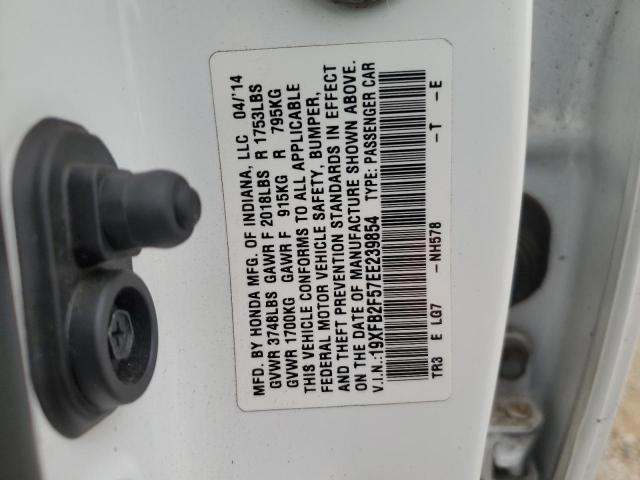 MFD. BY HONDA MFG. OF INDIANA, LLC 04/'14
GVWR 3748LBS GAWR F 2018LBS R 1753LBS
GVWR 1700KG GAWR F 915KG R 795KG
THIS VEHICLE CONFORMS TO ALL APPLICABLE
FEDERAL MOTOR VEHICLE SAFETY, BUMPER,
AND THEFT PREVENTION STANDARDS IN EFFECT
ON THE DATE OF MANUFACTURE SHOWN ABOVE.
V.I.N.:19XFB2F57EE239854 TYPE: PASSENGER CAR
TR3 E LG7 -NH578 -T -E